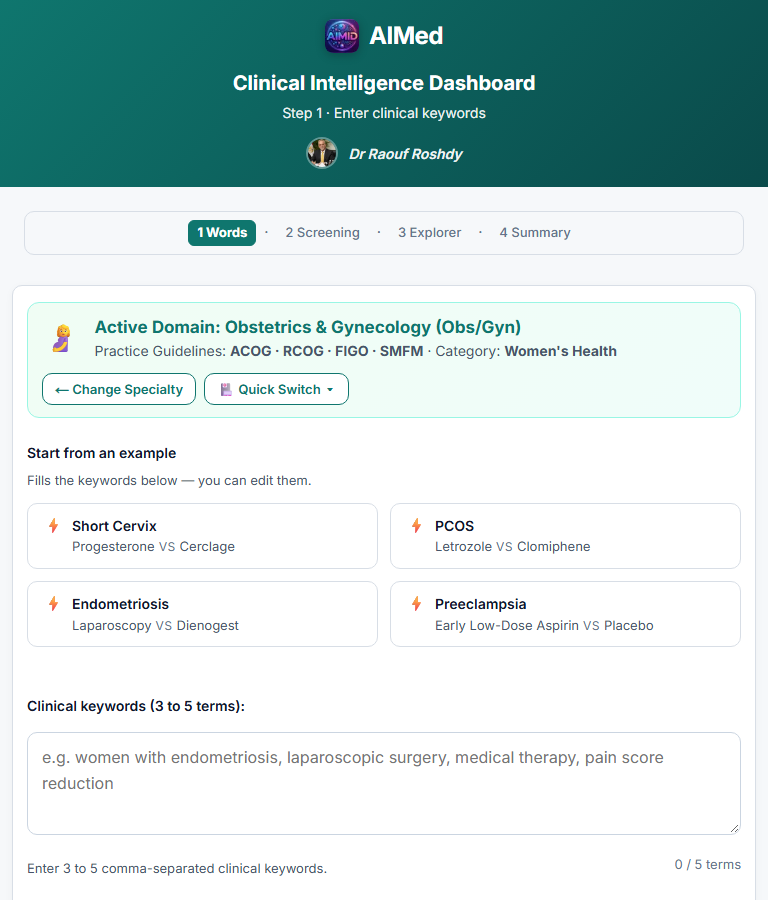 AIMID
AIMed
Clinical Intelligence Dashboard
Step 1 · Enter clinical keywords
Dr Raouf Roshdy
1 Words · 2 Screening · 3 Explorer · 4 Summary
Active Domain: Obstetrics & Gynecology (Obs/Gyn)
Practice Guidelines: ACOG · RCOG · FIGO · SMFM · Category: Women's Health
← Change Specialty
Quick Switch
Start from an example
Fills the keywords below — you can edit them.
Short Cervix
Progesterone VS Cerclage
PCOS
Letrozole VS Clomiphene
Endometriosis
Laparoscopy VS Dienogest
Preeclampsia
Early Low-Dose Aspirin VS Placebo
Clinical keywords (3 to 5 terms):
e.g. women with endometriosis, laparoscopic surgery, medical therapy, pain score
reduction
Enter 3 to 5 comma-separated clinical keywords.
0 / 5 terms